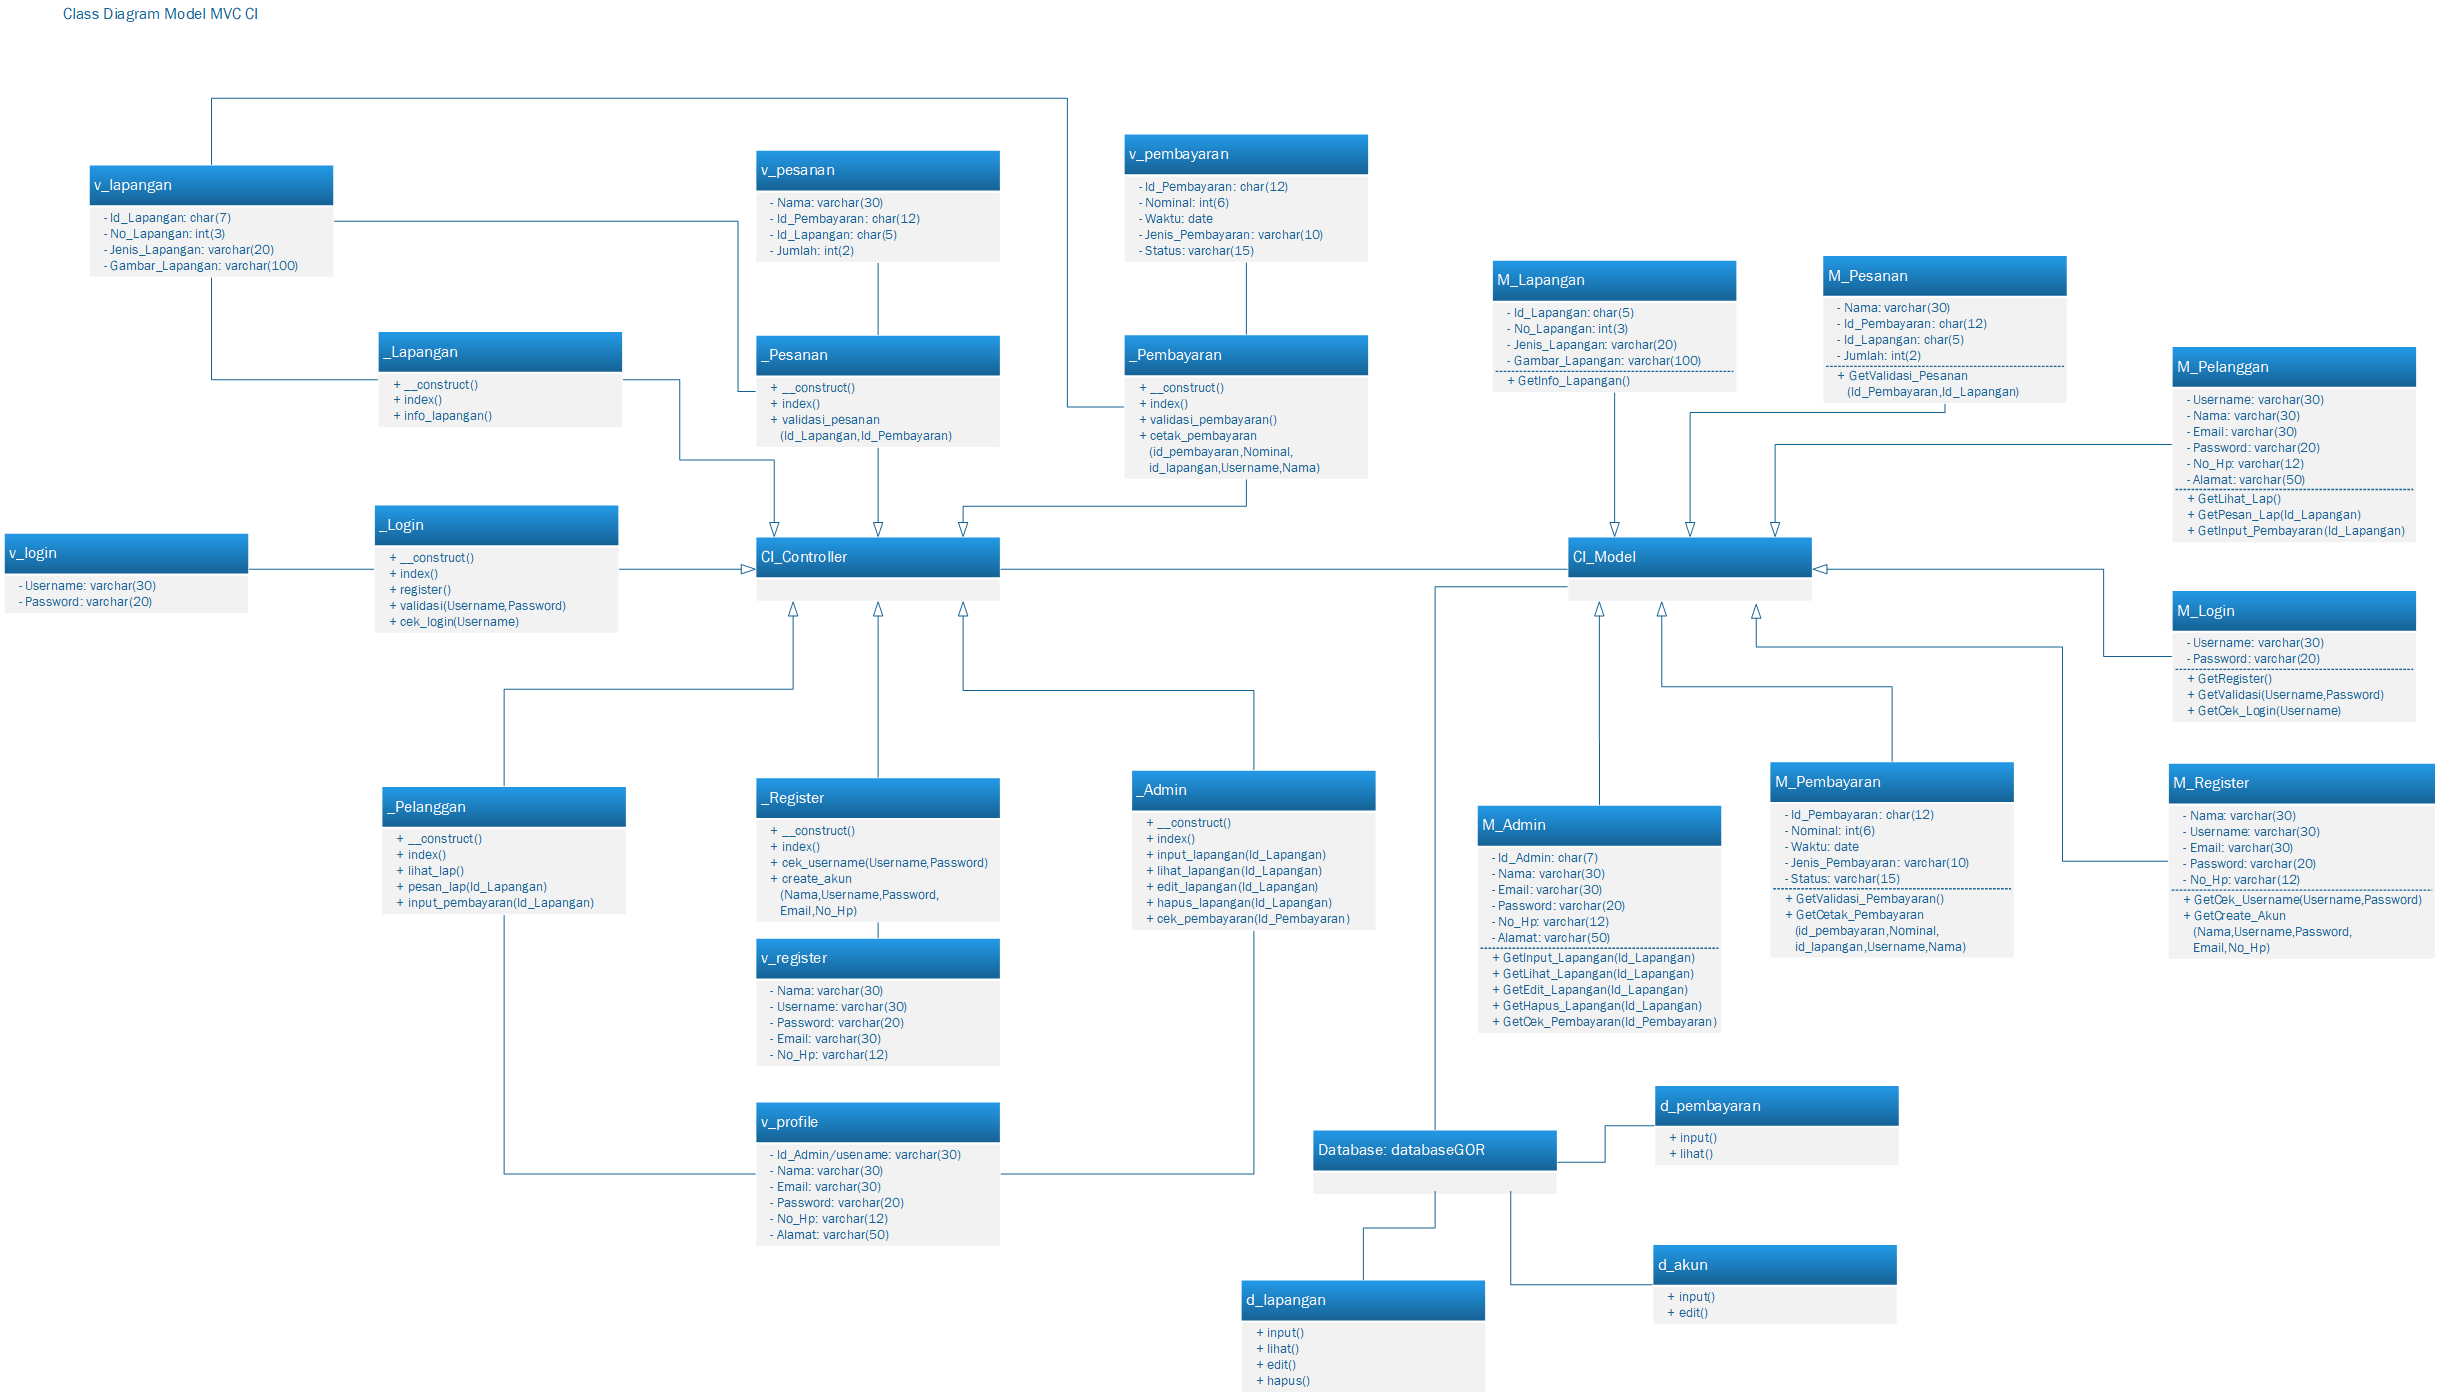 Class Diagram Model MVC CI
v_lapangan
- Id_Lapangan: char(7)
- No_Lapangan: int(3)
- Jenis_Lapangan: varchar(20)
- Gambar_Lapangan: varchar(100)
v_pesanan
- Nama: varchar(30)
- Id_Pembayaran: char(12)
- Id_Lapangan: char(5)
- Jumlah: int(2)
v_pembayaran
- Id_Pembayaran: char(12)
- Nominal: int(6)
- Waktu: date
- Jenis_Pembayaran: varchar(10)
- Status: varchar(15)
_Lapangan
+ __construct()
+ index()
+ info_lapangan()
_Pesanan
+ __construct()
+ index()
+ validasi_pesanan
(Id_Lapangan,Id_Pembayaran)
_Pembayaran
+ __construct()
+ index()
+ validasi_pembayaran()
+ cetak_pembayaran
(id_pembayaran,Nominal,
id_lapangan,Username,Nama)
M_Lapangan
- Id_Lapangan: char(5)
- No_Lapangan: int(3)
- Jenis_Lapangan: varchar(20)
- Gambar_Lapangan: varchar(100)
+ GetInfo_Lapangan()
M_Pesanan
- Nama: varchar(30)
- Id_Pembayaran: char(12)
- Id_Lapangan: char(5)
- Jumlah: int(2)
+ GetValidasi_Pesanan
(Id_Pembayaran,Id_Lapangan)
M_Pelanggan
- Username: varchar(30)
- Nama: varchar(30)
- Email: varchar(30)
- Password: varchar(20)
- No_Hp: varchar(12)
- Alamat: varchar(50)
+ GetLihat_Lap()
+ GetPesan_Lap(Id_Lapangan)
+ GetInput_Pembayaran(Id_Lapangan)
v_login
- Username: varchar(30)
- Password: varchar(20)
_Login
+ __construct()
+ index()
+ register()
+ validasi(Username,Password)
+ cek_login(Username)
CI_Controller
CI_Model
M_Login
- Username: varchar(30)
- Password: varchar(20)
+ GetRegister()
+ GetValidasi(Username,Password)
+ GetCek_Login(Username)
_Pelanggan
+ __construct()
+ index()
+ lihat_lap()
+ pesan_lap(Id_Lapangan)
+ input_pembayaran(Id_Lapangan)
_Register
+ __construct()
+ index()
+ cek_username(Username,Password)
+ create_akun
(Nama,Username,Password,
Email,No_Hp)
_Admin
+ __construct()
+ index()
+ input_lapangan(Id_Lapangan)
+ lihat_lapangan(Id_Lapangan)
+ edit_lapangan(Id_Lapangan)
+ hapus_lapangan(Id_Lapangan)
+ cek_pembayaran(Id_Pembayaran)
M_Admin
- Id_Admin: char(7)
- Nama: varchar(30)
- Email: varchar(30)
- Password: varchar(20)
- No_Hp: varchar(12)
- Alamat: varchar(50)
+ GetInput_Lapangan(Id_Lapangan)
+ GetLihat_Lapangan(Id_Lapangan)
+ GetEdit_Lapangan(Id_Lapangan)
+ GetHapus_Lapangan(Id_Lapangan)
+ GetCek_Pembayaran(Id_Pembayaran)
M_Pembayaran
- Id_Pembayaran: char(12)
- Nominal: int(6)
- Waktu: date
- Jenis_Pembayaran: varchar(10)
- Status: varchar(15)
+ GetValidasi_Pembayaran()
+ GetCetak_Pembayaran
(id_pembayaran,Nominal,
id_lapangan,Username,Nama)
M_Register
- Nama: varchar(30)
- Username: varchar(30)
- Email: varchar(30)
- Password: varchar(20)
- No_Hp: varchar(12)
+ GetCek_Username(Username,Password)
+ GetCreate_Akun
(Nama,Username,Password,
Email,No_Hp)
v_register
- Nama: varchar(30)
- Username: varchar(30)
- Password: varchar(20)
- Email: varchar(30)
- No_Hp: varchar(12)
v_profile
- Id_Admin/usename: varchar(30)
- Nama: varchar(30)
- Email: varchar(30)
- Password: varchar(20)
- No_Hp: varchar(12)
- Alamat: varchar(50)
Database: databaseGOR
d_pembayaran
+ input()
+ lihat()
d_akun
+ input()
+ edit()
d_lapangan
+ input()
+ lihat()
+ edit()
+ hapus()